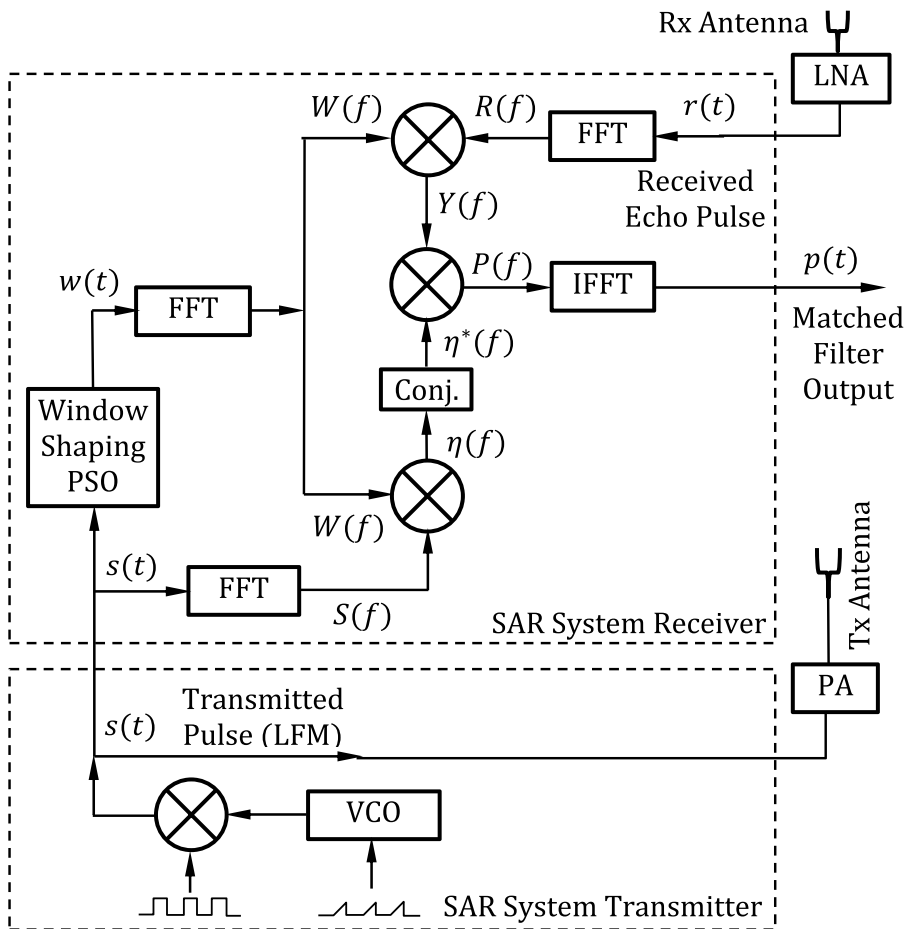 Rx Antenna
LNA
W(f)
R(f)
FFT
r(t)
Received
Echo Pulse
Y(f)
w(t)
FFT
P(f)
IFFT
p(t)
η*(f)
Matched
Filter
Output
Conj.
Window
Shaping
PSO
η(f)
W(f)
s(t)
FFT
S(f)
SAR System Receiver
Tx Antenna
PA
Transmitted
Pulse (LFM)
s(t)
VCO
SAR System Transmitter